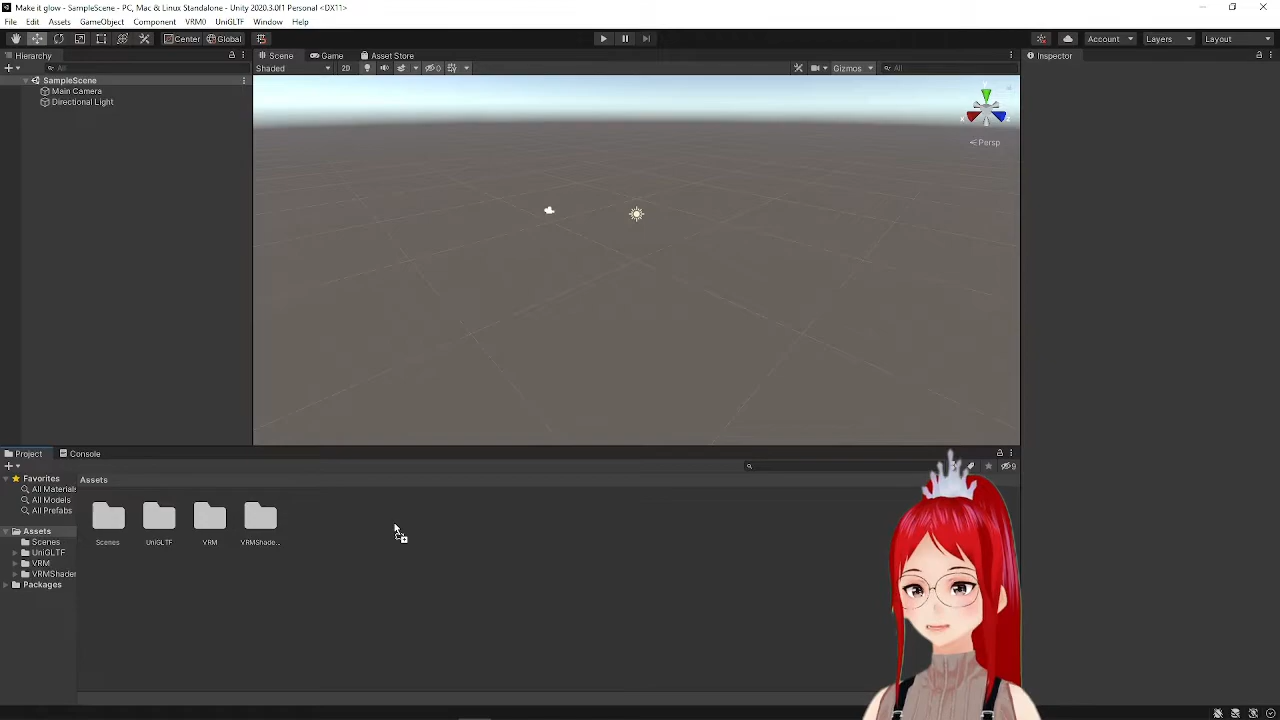 Make it glow - SampleScene - PC, Mac & Linux Standalone - Unity 2020.3.0f1 Personal <DX11>
File Edit Assets GameObject Component VRM0 UniGLTF Window Help
Center Global Account Layers Layout
Hierarchy Scene Game Asset Store Inspector
All Shaded 2D 0 Gizmos All
SampleScene
Main Camera
Directional Light
Y
X Z
Persp
Project Console
9
Favorites Assets
All Materials
All Models
All Prefabs
Assets
Scenes
UniGLTF
VRM
VRMShader
Packages
Scenes UniGLTF VRM VRMShade...